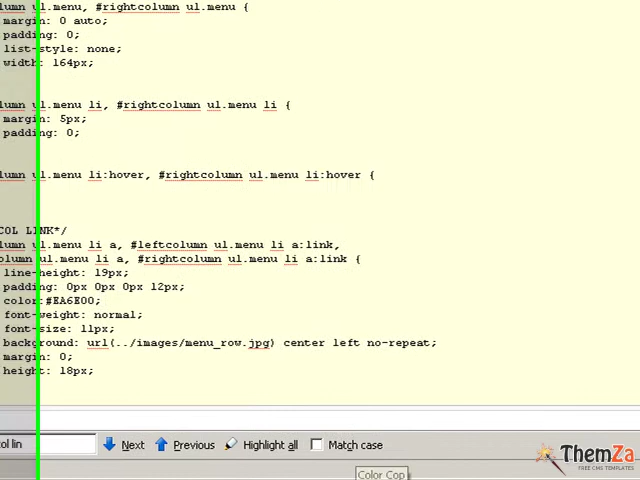 lumn ul.menu, #rightcolumn ul.menu {
margin: 0 auto;
padding: 0;
list-style: none;
width: 164px;
lumn ul.menu li, #rightcolumn ul.menu li {
margin: 5px;
padding: 0;
lumn ul.menu li:hover, #rightcolumn ul.menu li:hover {
COL LINK*/
lumn ul.menu li a, #leftcolumn ul.menu li a:link,
olumn ul.menu li a, #rightcolumn ul.menu li a:link {
line-height: 19px;
padding: 0px 0px 0px 12px;
color:#EA6E00;
font-weight: normal;
font-size: 11px;
background: url(../images/menu_row.jpg) center left no-repeat;
margin: 0;
height: 18px;
ol lin Next Previous Highlight all Match case
Color Cop
ThemZa
FREE CMS TEMPLATES